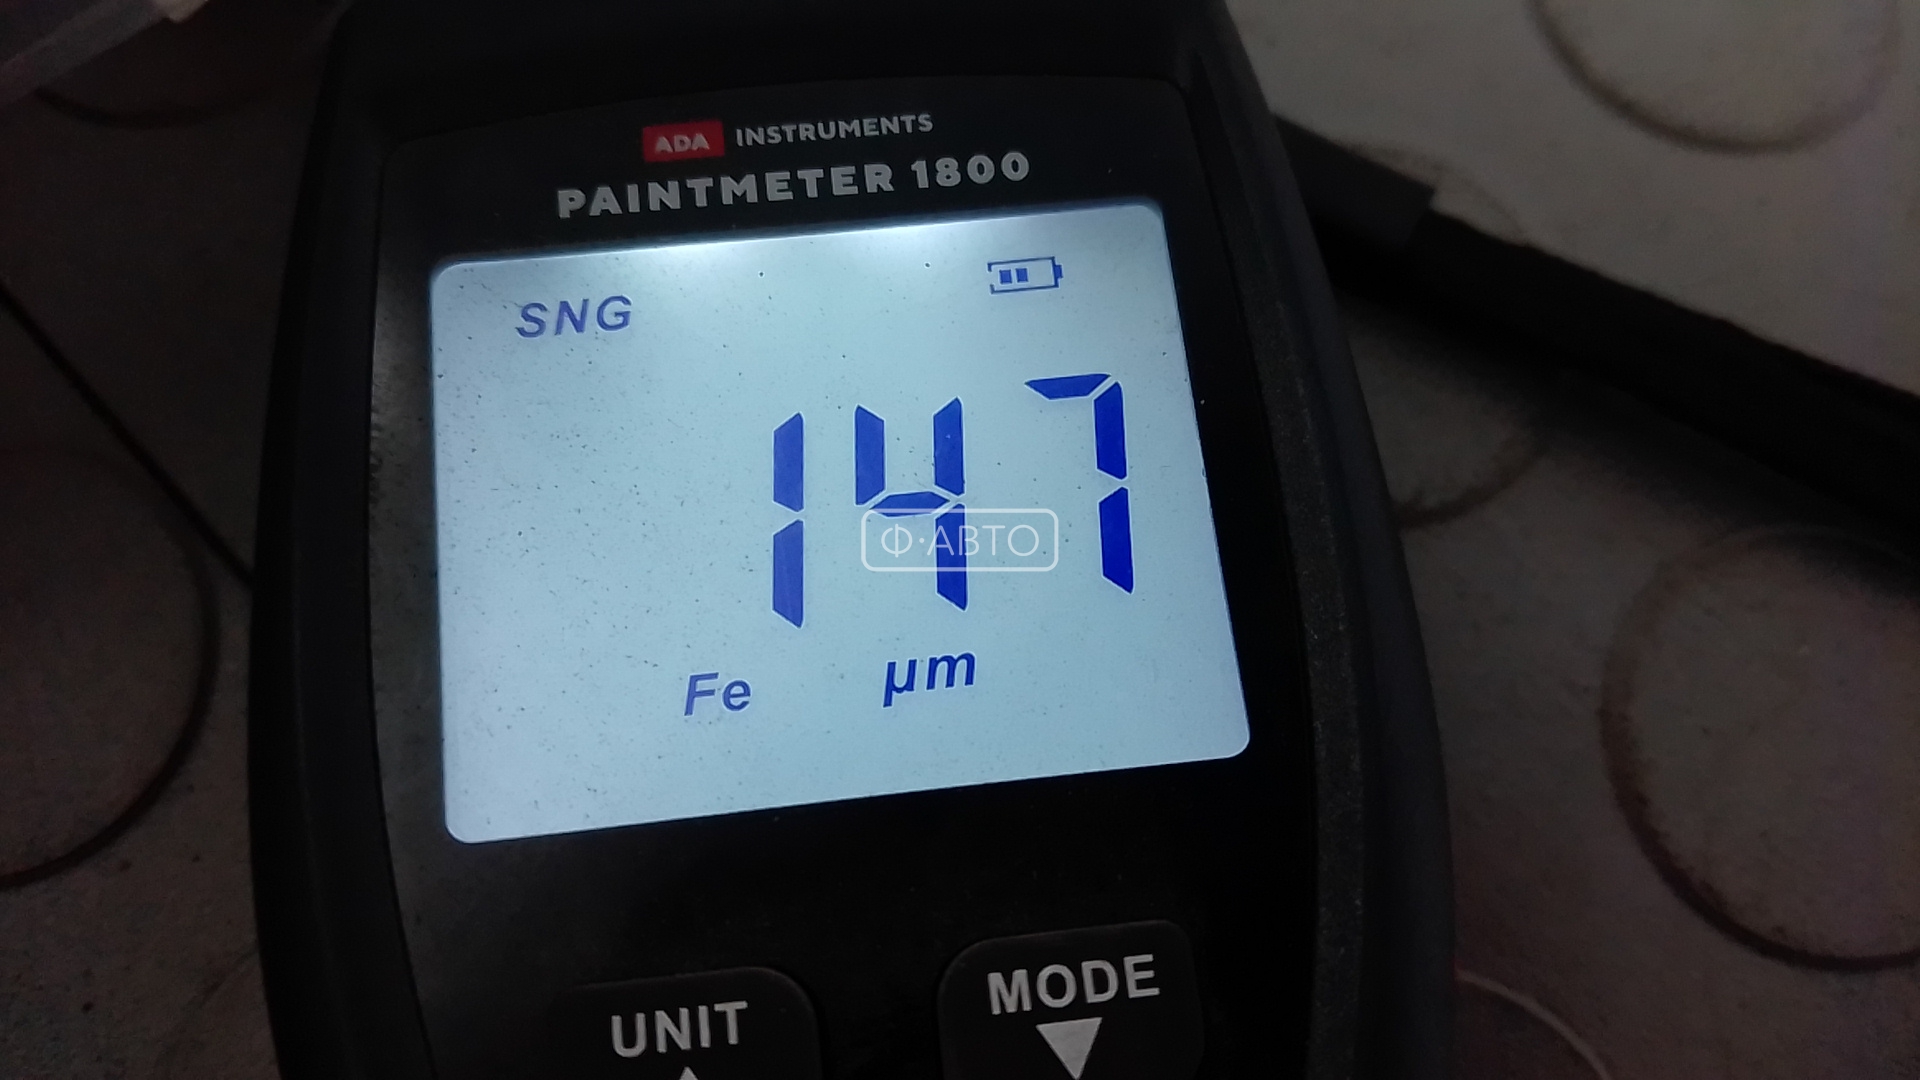 ADA INSTRUMENTS
PAINTMETER 1800
SNG
147
Ф·АВТО
Fe µm
UNIT
MODE